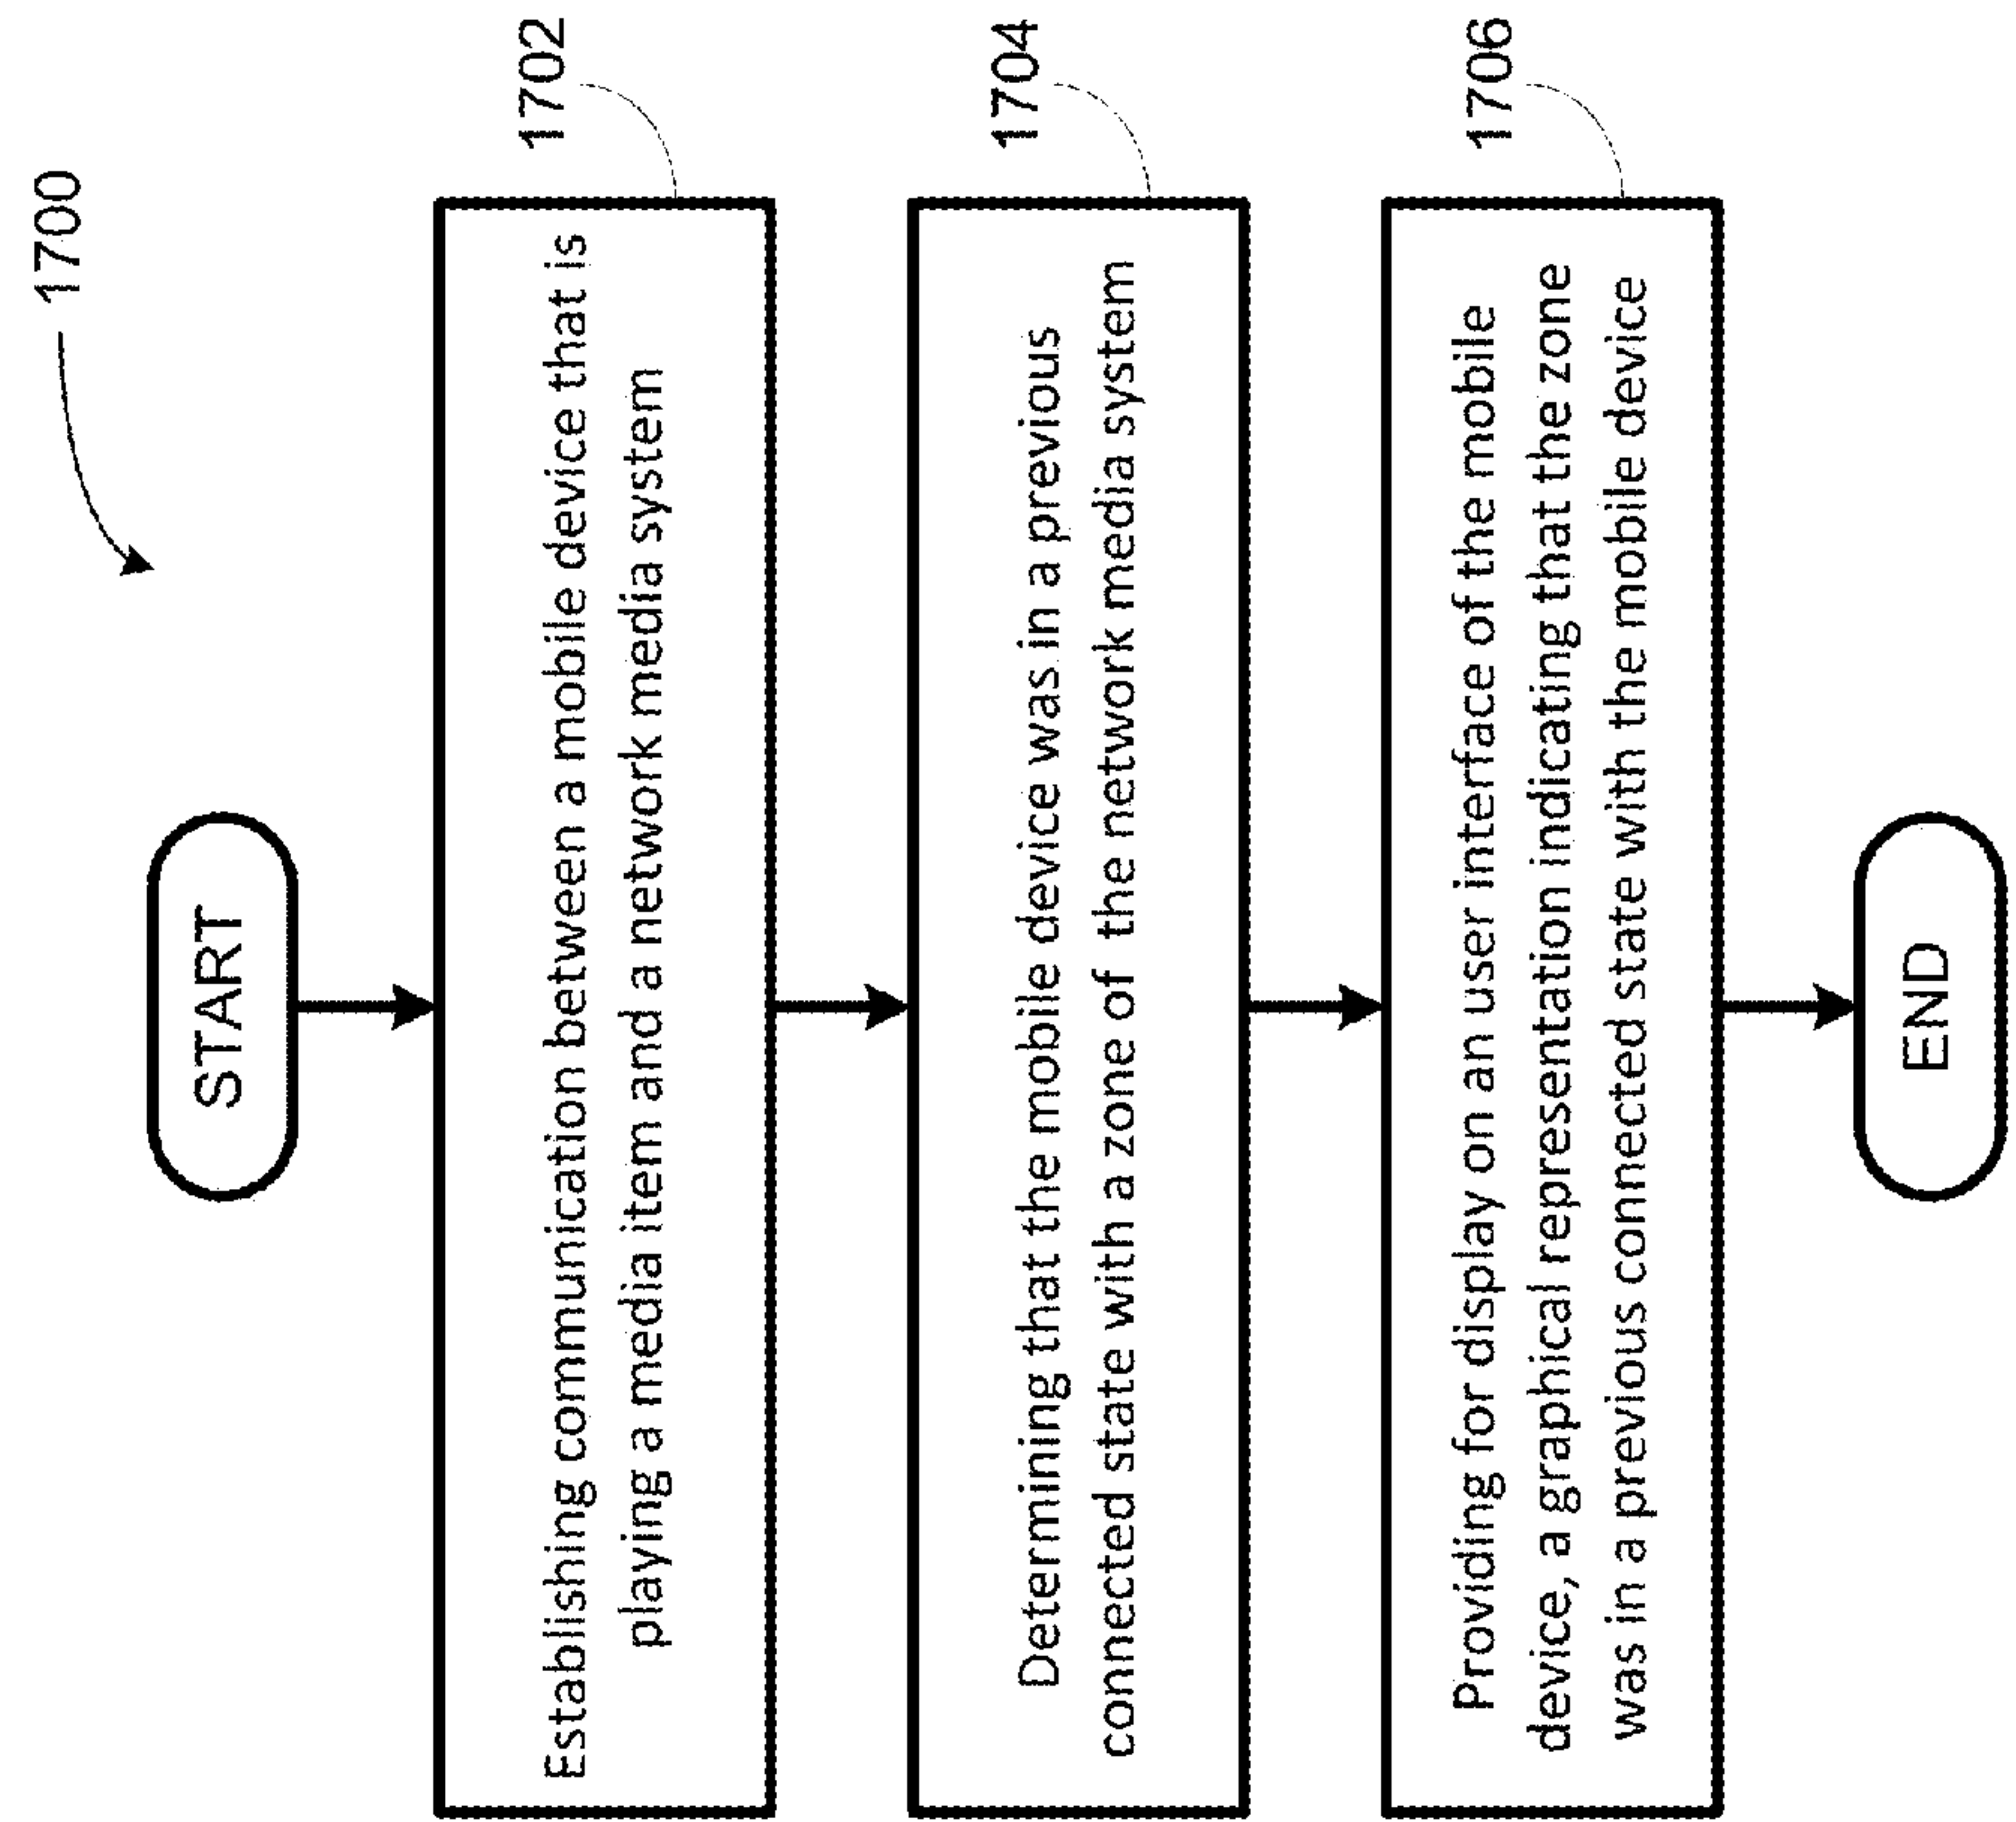 1700
START
Establishing communication between a mobile device that is
playing a media item and a network media system
1702
Determining that the mobile device was in a previous
connected state with a zone of the network media system
1704
Providing for display on an user interface of the mobile
device, a graphical representation indicating that the zone
was in a previous connected state with the mobile device
1706
END